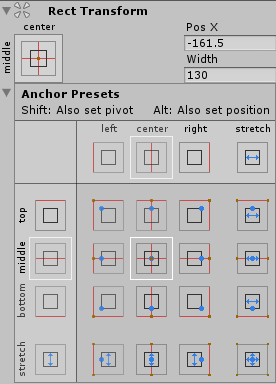 Rect Transform
center
Pos X
middle
-161.5
Width
130
Anchor Presets
Shift: Also set pivot Alt: Also set position
left center right stretch
top
middle
bottom
stretch